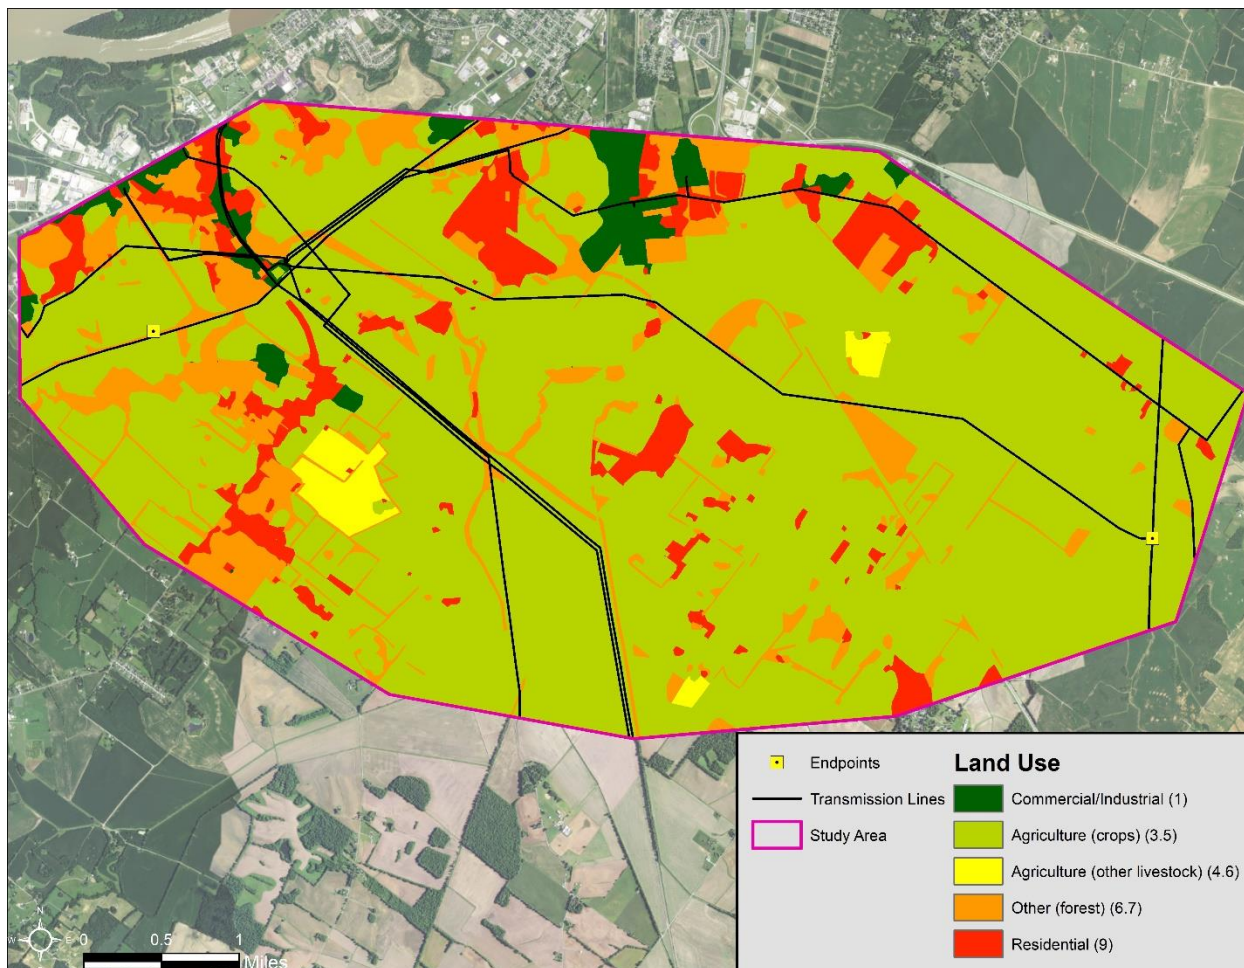 Endpoints
Transmission Lines
Study Area
Land Use
Commercial/Industrial (1)
Agriculture (crops) (3.5)
Agriculture (other livestock) (4.6)
Other (forest) (6.7)
Residential (9)
N
W E
S
0 0.5 1
Miles